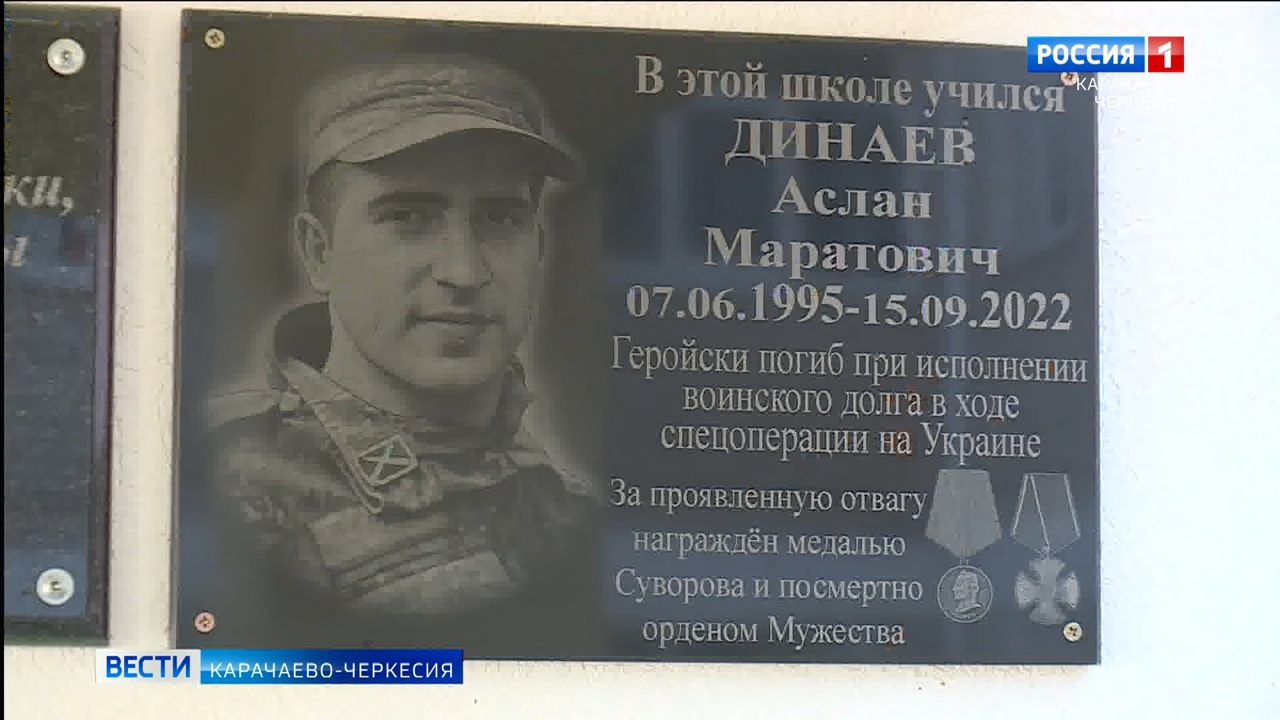 РОССИЯ 1
ки,
В этой школе учился
ДИНАЕВ
Аслан
Маратович
07.06.1995-15.09.2022
Геройски погиб при исполнении
воинского долга в ходе
спецоперации на Украине
За проявленную отвагу
награждён медалью
Суворова и посмертно
орденом Мужества
ВЕСТИ КАРАЧАЕВО-ЧЕРКЕСИЯ